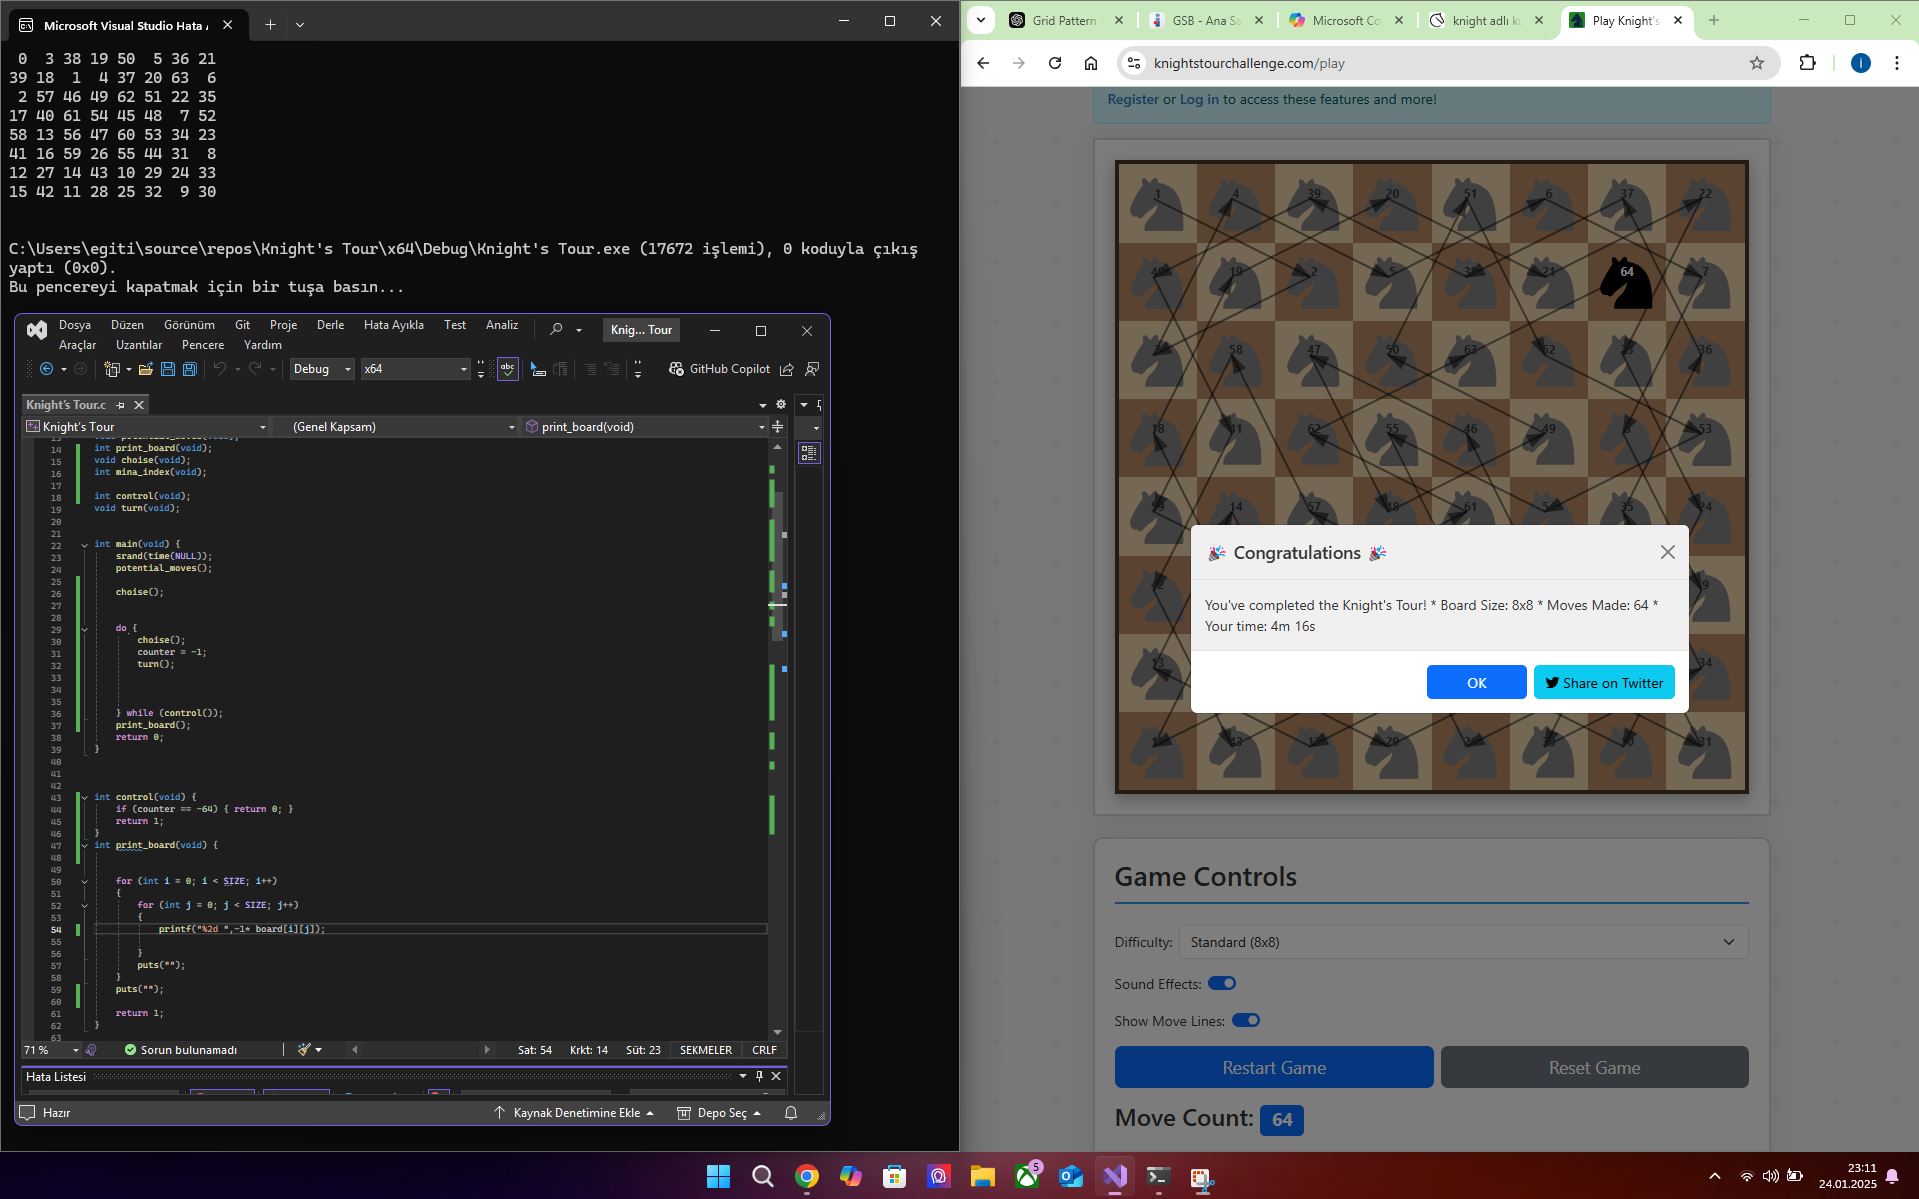 Microsoft Visual Studio Hata A
0 3 38 19 50 5 36 21
39 18 1 4 37 20 63 6
2 57 46 49 62 51 22 35
17 40 61 54 45 48 7 52
58 13 56 47 60 53 34 23
41 16 59 26 55 44 31 8
12 27 14 43 10 29 24 33
15 42 11 28 25 32 9 30
C:\Users\egiti\source\repos\Knight's Tour\x64\Debug\Knight's Tour.exe (17672 işlemi), 0 koduyla çıkış
yaptı (0x0).
Bu pencereyi kapatmak için bir tuşa basın...
Dosya Düzen Görünüm Git Proje Derle Hata Ayıkla Test Analiz
Knig... Tour
Araçlar Uzantılar Pencere Yardım
Debug x64 abc GitHub Copilot
Knight's Tour.c
Knight's Tour (Genel Kapsam) print_board(void)
14 int print_board(void);
15 void choise(void);
16 int mina_index(void);
17
18 int control(void);
19 void turn(void);
20
21
22 int main(void) {
23 srand(time(NULL));
24 potential_moves();
25
26 choise();
27
28
29 do {
30 choise();
31 counter = -1;
32 turn();
33
34
35
36 } while (control());
37 print_board();
38 return 0;
39 }
40
41
42
43 int control(void) {
44 if (counter == -64) { return 0; }
45 return 1;
46 }
47 int print_board(void) {
48
49
50 for (int i = 0; i < SIZE; i++)
51 {
52 for (int j = 0; j < SIZE; j++)
53 {
54 printf("%2d ",-1* board[i][j]);
55
56 }
57 puts("");
58 }
59 puts("");
60
61 return 1;
62 }
63
71 % Sorun bulunamadı Sat: 54 Krkt: 14 Süt: 23 SEKMELER CRLF
Hata Listesi
Hazır Kaynak Denetimine Ekle Depo Seç
Grid Pattern
GSB - Ana Sa
Microsoft Co
knight adlı k
Play Knight's
knightstourchallenge.com/play
Register or Log in to access these features and more!
1 4 39 20 51 6 37 22
19 2 5 21 64 7
58 47 50 63 52 23 36
18 41 62 55 46 49 53
59 14 57 48 61 35 24
Congratulations
You've completed the Knight's Tour! * Board Size: 8x8 * Moves Made: 64 *
Your time: 4m 16s
OK Share on Twitter
9
13 34
43 29 10 31
Game Controls
Difficulty: Standard (8x8)
Sound Effects:
Show Move Lines:
Restart Game Reset Game
Move Count: 64
5
23:11
24.01.2025